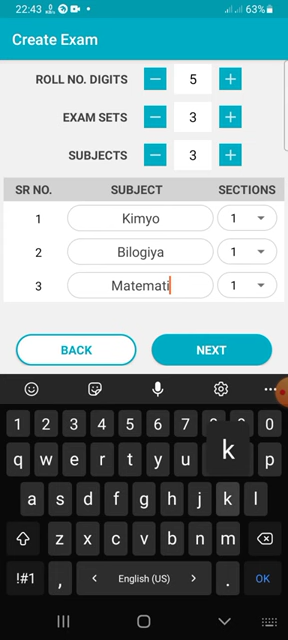 22:43 63%
Create Exam
ROLL NO. DIGITS 5
EXAM SETS 3
SUBJECTS 3
SR NO. SUBJECT SECTIONS
1 Kimyo 1
2 Bilogiya 1
3 Matemati 1
BACK NEXT
1 2 3 4 5 6 7 0
q w e r t y u p
k
a s d f g h j k l
z x c v b n m
!#1 , < English (US) > . OK